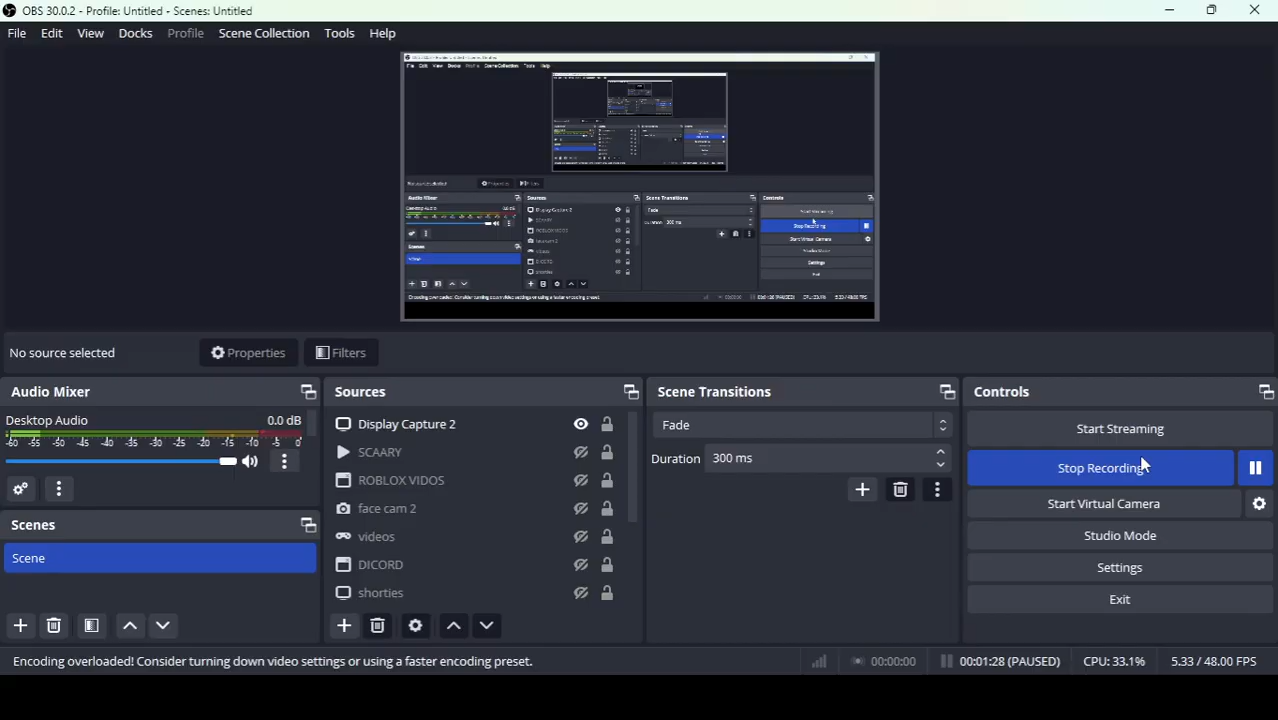 OBS 30.0.2 - Profile: Untitled - Scenes: Untitled
File Edit View Docks Profile Scene Collection Tools Help
No source selected Properties Filters
Audio Mixer
Desktop Audio 0.0 dB
-60 -55 -50 -45 -40 -35 -30 -25 -20 -15 -10 -5 0
Scenes
Scene
Sources
Display Capture 2
SCAARY
ROBLOX VIDOS
face cam 2
videos
DICORD
shorties
Scene Transitions
Fade
Duration 300 ms
Controls
Start Streaming
Stop Recording
Start Virtual Camera
Studio Mode
Settings
Exit
Encoding overloaded! Consider turning down video settings or using a faster encoding preset.
00:00:00 00:01:28 (PAUSED) CPU: 33.1% 5.33 / 48.00 FPS